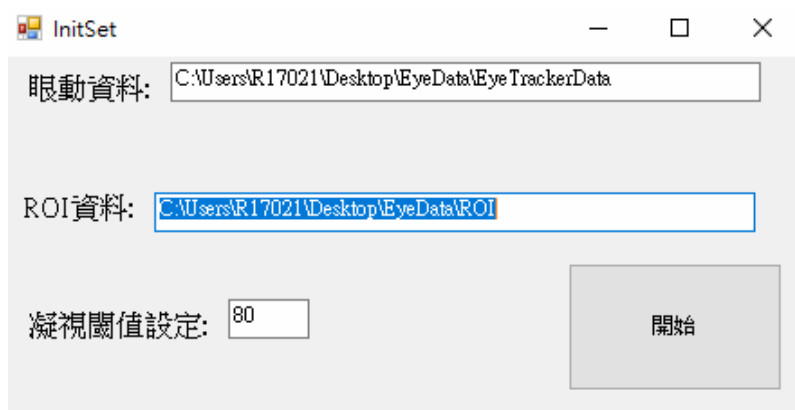 InitSet
眼動資料: C:\Users\R17021\Desktop\EyeData\EyeTrackerData
ROI資料: C:\Users\R17021\Desktop\EyeData\ROI
凝視閾值設定: 80
開始